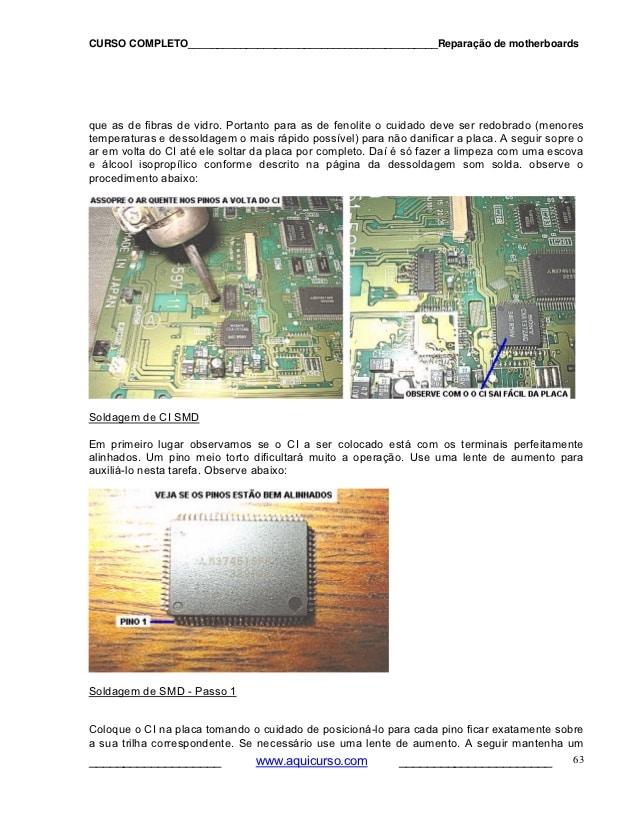 CURSO COMPLETO____________________________________________Reparação de motherboards
que as de fibras de vidro. Portanto para as de fenolite o cuidado deve ser redobrado (menores
temperaturas e dessoldagem o mais rápido possível) para não danificar a placa. A seguir sopre o
ar em volta do CI até ele soltar da placa por completo. Daí é só fazer a limpeza com uma escova
e álcool isopropílico conforme descrito na página da dessoldagem som solda. observe o
procedimento abaixo:
ASSOPRE O AR QUENTE NOS PINOS A VOLTA DO CI
MADE IN JAPAN
597-11
OBSERVE COM O O CI SAI FÁCIL DA PLACA
Soldagem de CI SMD
Em primeiro lugar observamos se o CI a ser colocado está com os terminais perfeitamente
alinhados. Um pino meio torto dificultará muito a operação. Use uma lente de aumento para
auxiliá-lo nesta tarefa. Observe abaixo:
VEJA SE OS PINOS ESTÃO BEM ALINHADOS
PINO 1
Soldagem de SMD - Passo 1
Coloque o CI na placa tomando o cuidado de posicioná-lo para cada pino ficar exatamente sobre
a sua trilha correspondente. Se necessário use uma lente de aumento. A seguir mantenha um
___________________ www.aquicurso.com ______________________ 63